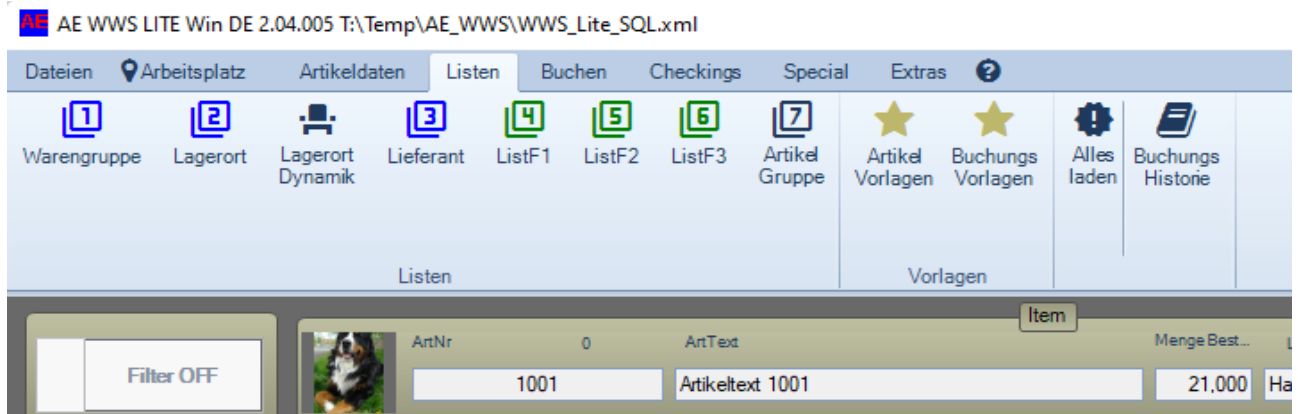 AE AE WWS LITE Win DE 2.04.005 T:\Temp\AE_WWS\WWS_Lite_SQL.xml
Dateien Arbeitsplatz Artikeldaten Listen Buchen Checkings Special Extras ?
1 2 3 4 5 6 7
Warengruppe Lagerort Lagerort Lieferant ListF1 ListF2 ListF3 Artikel Artikel Buchungs Alles Buchungs
Dynamik Gruppe Vorlagen Vorlagen laden Historie
Listen Vorlagen
Item
ArtNr 0 ArtText Menge Best...
Filter OFF 1001 Artikeltext 1001 21,000 Ha